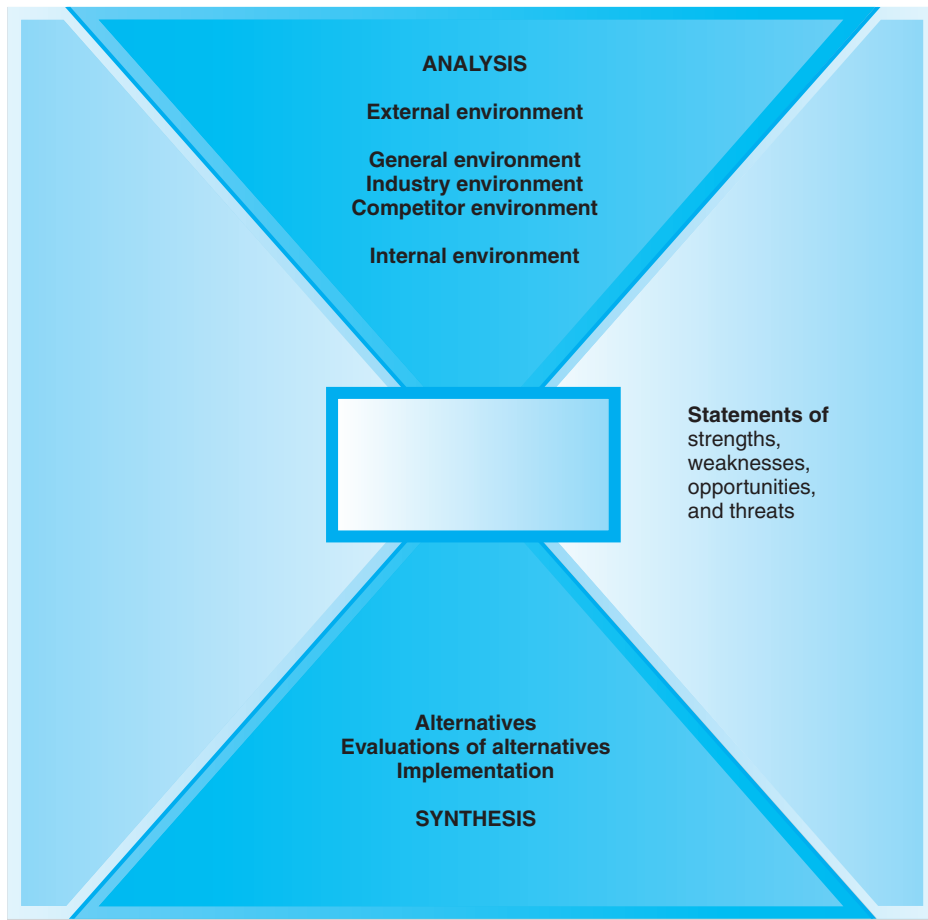 ANALYSIS
External environment
General environment
Industry environment
Competitor environment
Internal environment
Statements of
strengths,
weaknesses,
opportunities,
and threats
Alternatives
Evaluations of alternatives
Implementation
SYNTHESIS